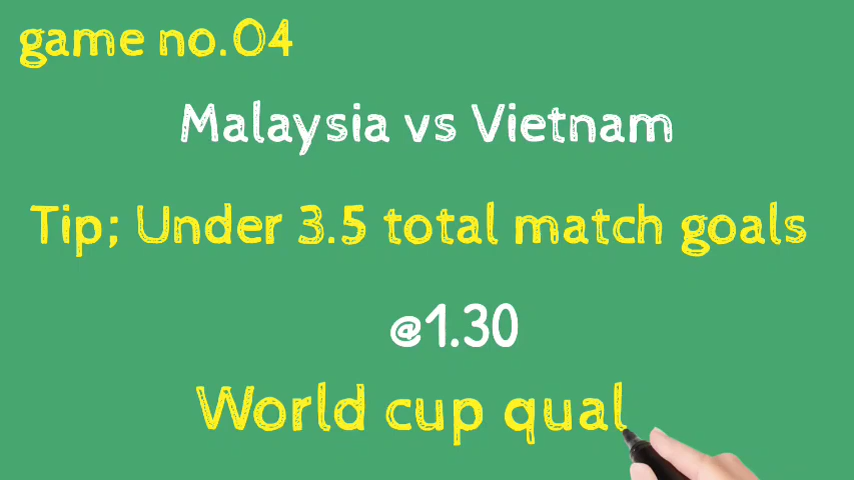 game no.04
Malaysia vs Vietnam
Tip; Under 3.5 total match goals
@1.30
World cup qual